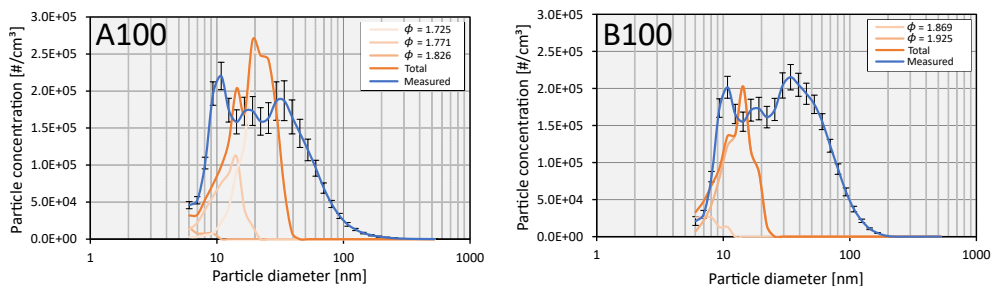 A100
Particle concentration [#/cm³]
3.0E+05
2.5E+05
2.0E+05
1.5E+05
1.0E+05
5.0E+04
0.0E+00
ϕ = 1.725
ϕ = 1.771
ϕ = 1.826
Total
Measured
1
10
100
1000
Particle diameter [nm]
B100
Particle concentration [#/cm³]
3.0E+05
2.5E+05
2.0E+05
1.5E+05
1.0E+05
5.0E+04
0.0E+00
ϕ = 1.869
ϕ = 1.925
Total
Measured
1
10
100
1000
Particle diameter [nm]